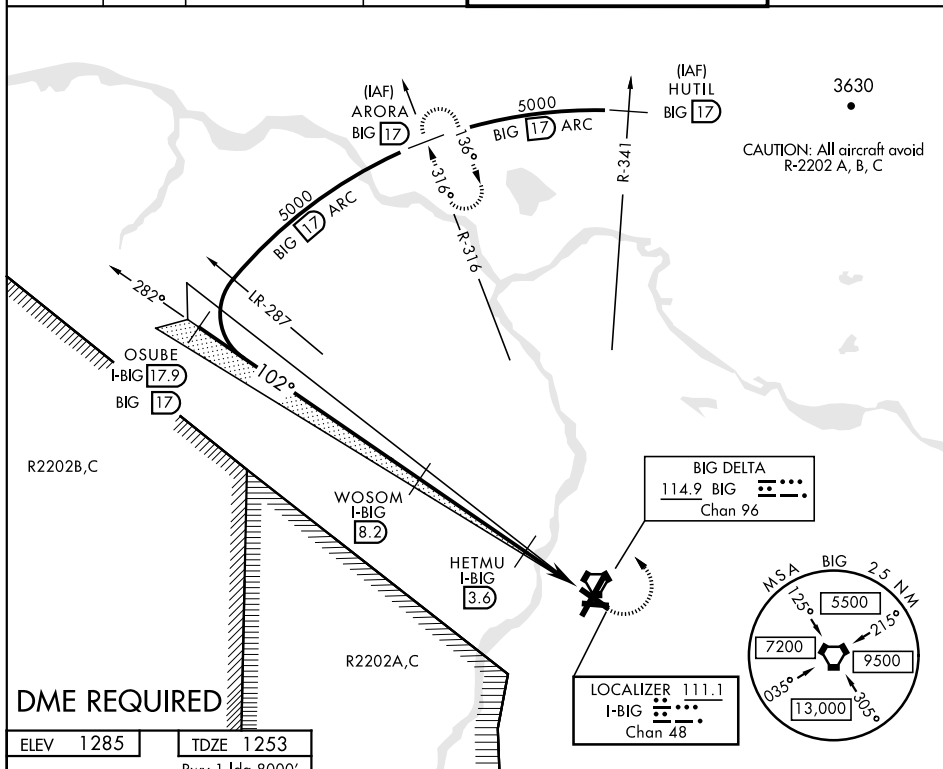 (IAF)
HUTIL
BIG 17
3630
CAUTION: All aircraft avoid
R-2202 A, B, C
(IAF)
ARORA
BIG 17
5000
BIG 17 ARC
136°
316°
R-316
R-341
5000
BIG 17 ARC
LR-287
282°
OSUBE
I-BIG 17.9
BIG 17
102°
R2202B,C
WOSOM
I-BIG
8.2
HETMU
I-BIG
3.6
BIG DELTA
114.9 BIG
Chan 96
R2202A,C
LOCALIZER 111.1
I-BIG
Chan 48
MSA BIG 25 NM
125°
5500
215°
7200
9500
035°
13,000
305°
DME REQUIRED
ELEV 1285
TDZE 1253
Rwy 1 ldg 8000'